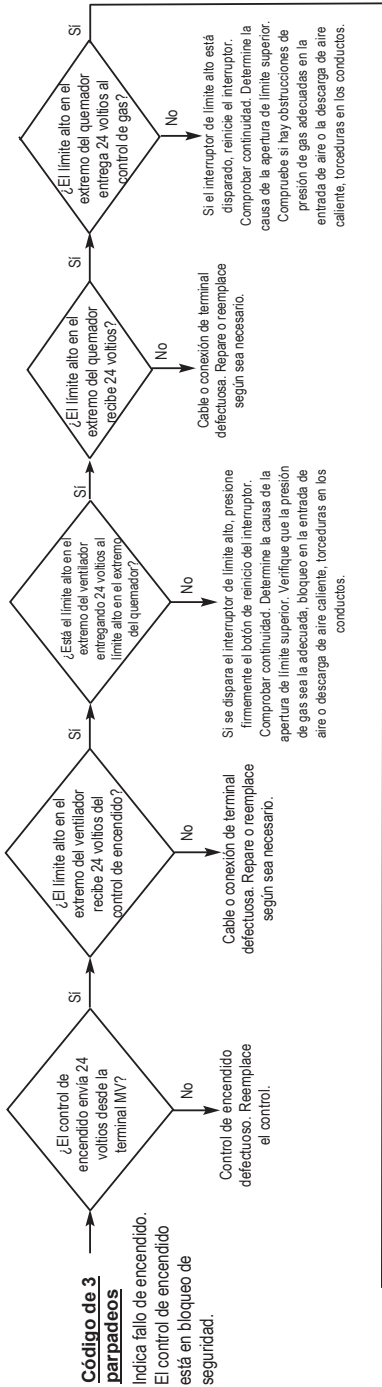 Código de 3
parpadeos
Indica fallo de encendido.
El control de encendido
está en bloqueo de
seguridad.
¿El control de
encendido envía 24
voltios desde la
terminal MV?
Sí
No
Control de encendido
defectuoso. Reemplace
el control.
¿El límite alto en el
extremo del ventilador
recibe 24 voltios del
control de encendido?
Sí
No
Cable o conexión de terminal
defectuosa. Repare o reemplace
según sea necesario.
¿Está el límite alto en el
extremo del ventilador
entregando 24 voltios al
límite alto en el extremo
del quemador?
Sí
No
Si se dispara el interruptor de límite alto, presione
firmemente el botón de reinicio del interruptor.
Comprobar continuidad. Determine la causa de la
apertura de límite superior. Verifique que la presión
de gas sea la adecuada, bloqueo en la entrada de
aire o descarga de aire caliente, torceduras en los
conductos.
¿El límite alto en el
extremo del quemador
recibe 24 voltios?
Sí
No
Cable o conexión de terminal
defectuosa. Repare o reemplace
según sea necesario.
¿El límite alto en el
extremo del quemador
entrega 24 voltios al
control de gas?
Sí
No
Si el interruptor de límite alto está
disparado, reinicie el interruptor.
Comprobar continuidad. Determine la
causa de la apertura de límite superior.
Compruebe si hay obstrucciones de
presión de gas adecuadas en la
entrada de aire o la descarga de aire
caliente, torceduras en los conductos.